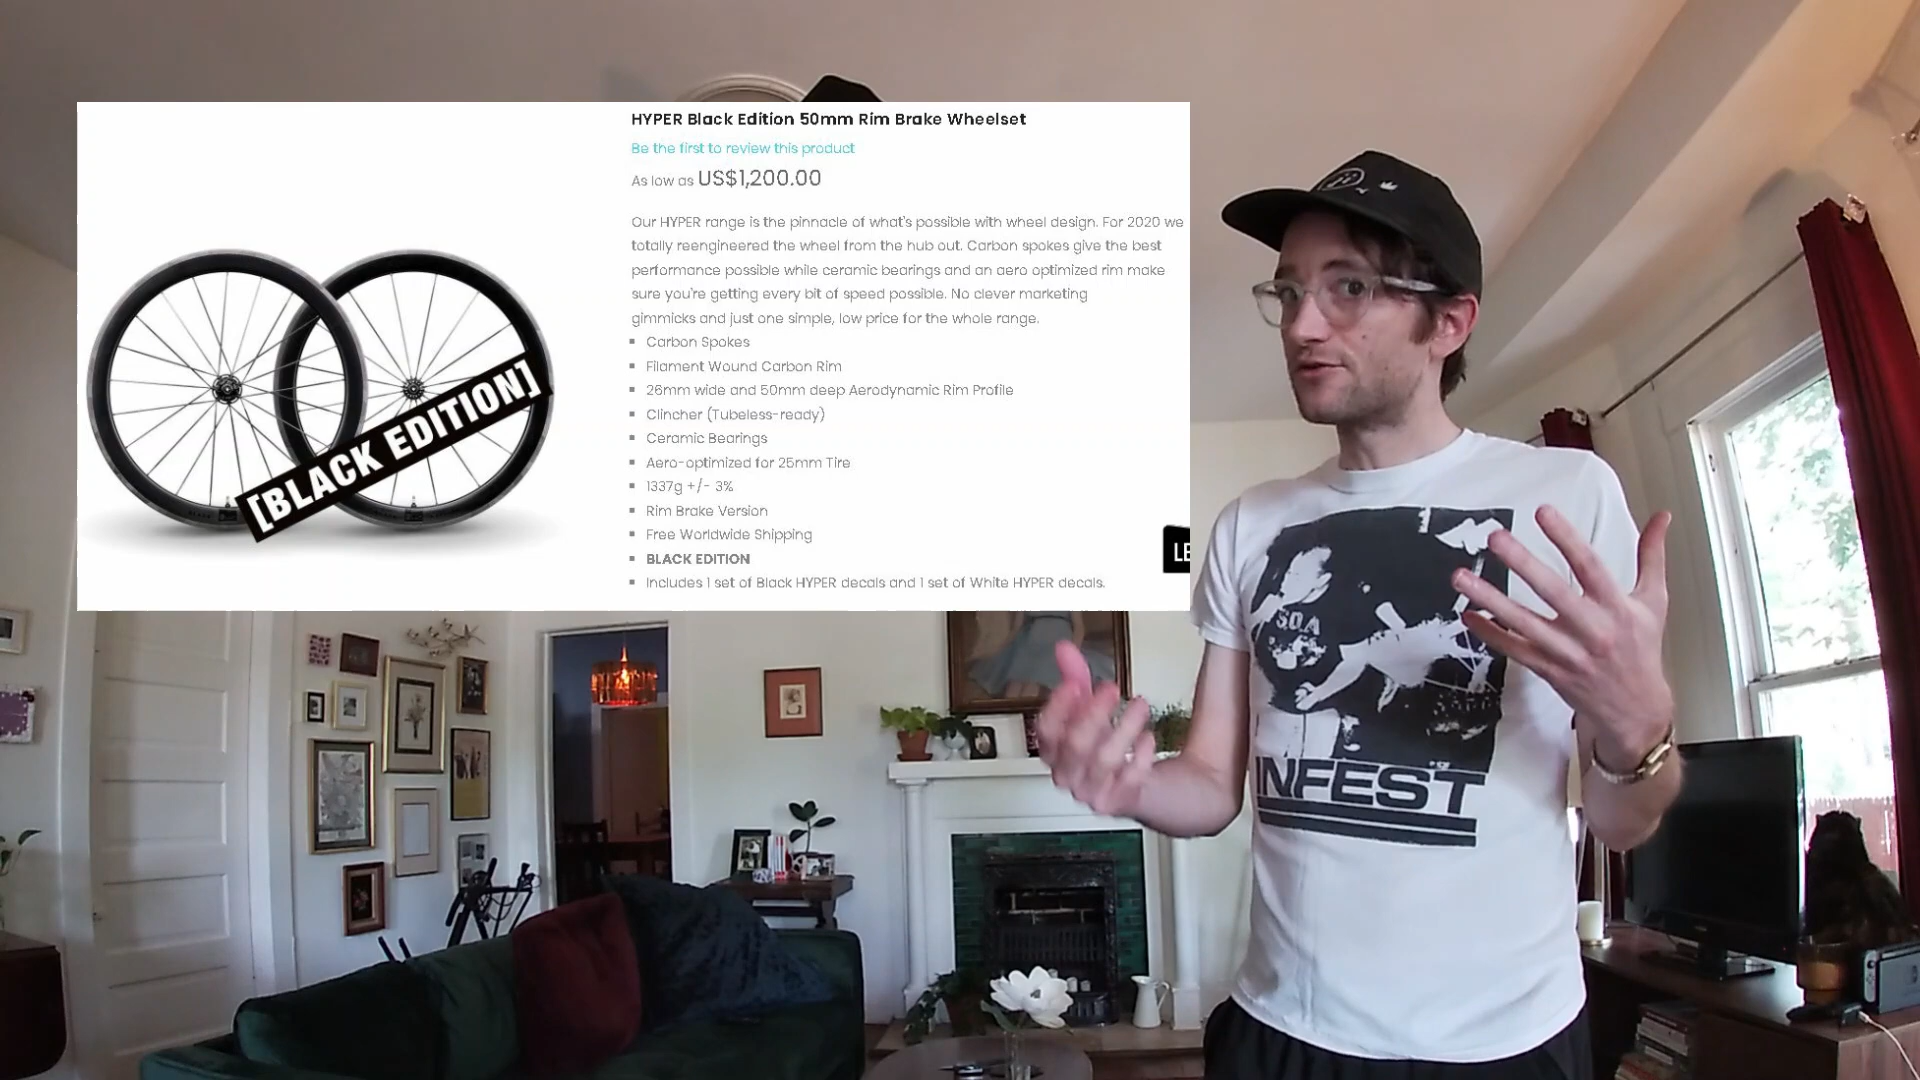 HYPER Black Edition 50mm Rim Brake Wheelset
Be the first to review this product
As low as US$1,200.00
Our HYPER range is the pinnacle of what's possible with wheel design. For 2020 we
totally reengineered the wheel from the hub out. Carbon spokes give the best
performance possible while ceramic bearings and an aero optimized rim make
sure you're getting every bit of speed possible. No clever marketing
gimmicks and just one simple, low price for the whole range.
Carbon Spokes
Filament Wound Carbon Rim
26mm wide and 50mm deep Aerodynamic Rim Profile
Clincher (Tubeless-ready)
Ceramic Bearings
Aero-optimized for 25mm Tire
1337g +/- 3%
Rim Brake Version
Free Worldwide Shipping
BLACK EDITION
Includes 1 set of Black HYPER decals and 1 set of White HYPER decals.
[BLACK EDITION]
LE
S.O.A
INFEST